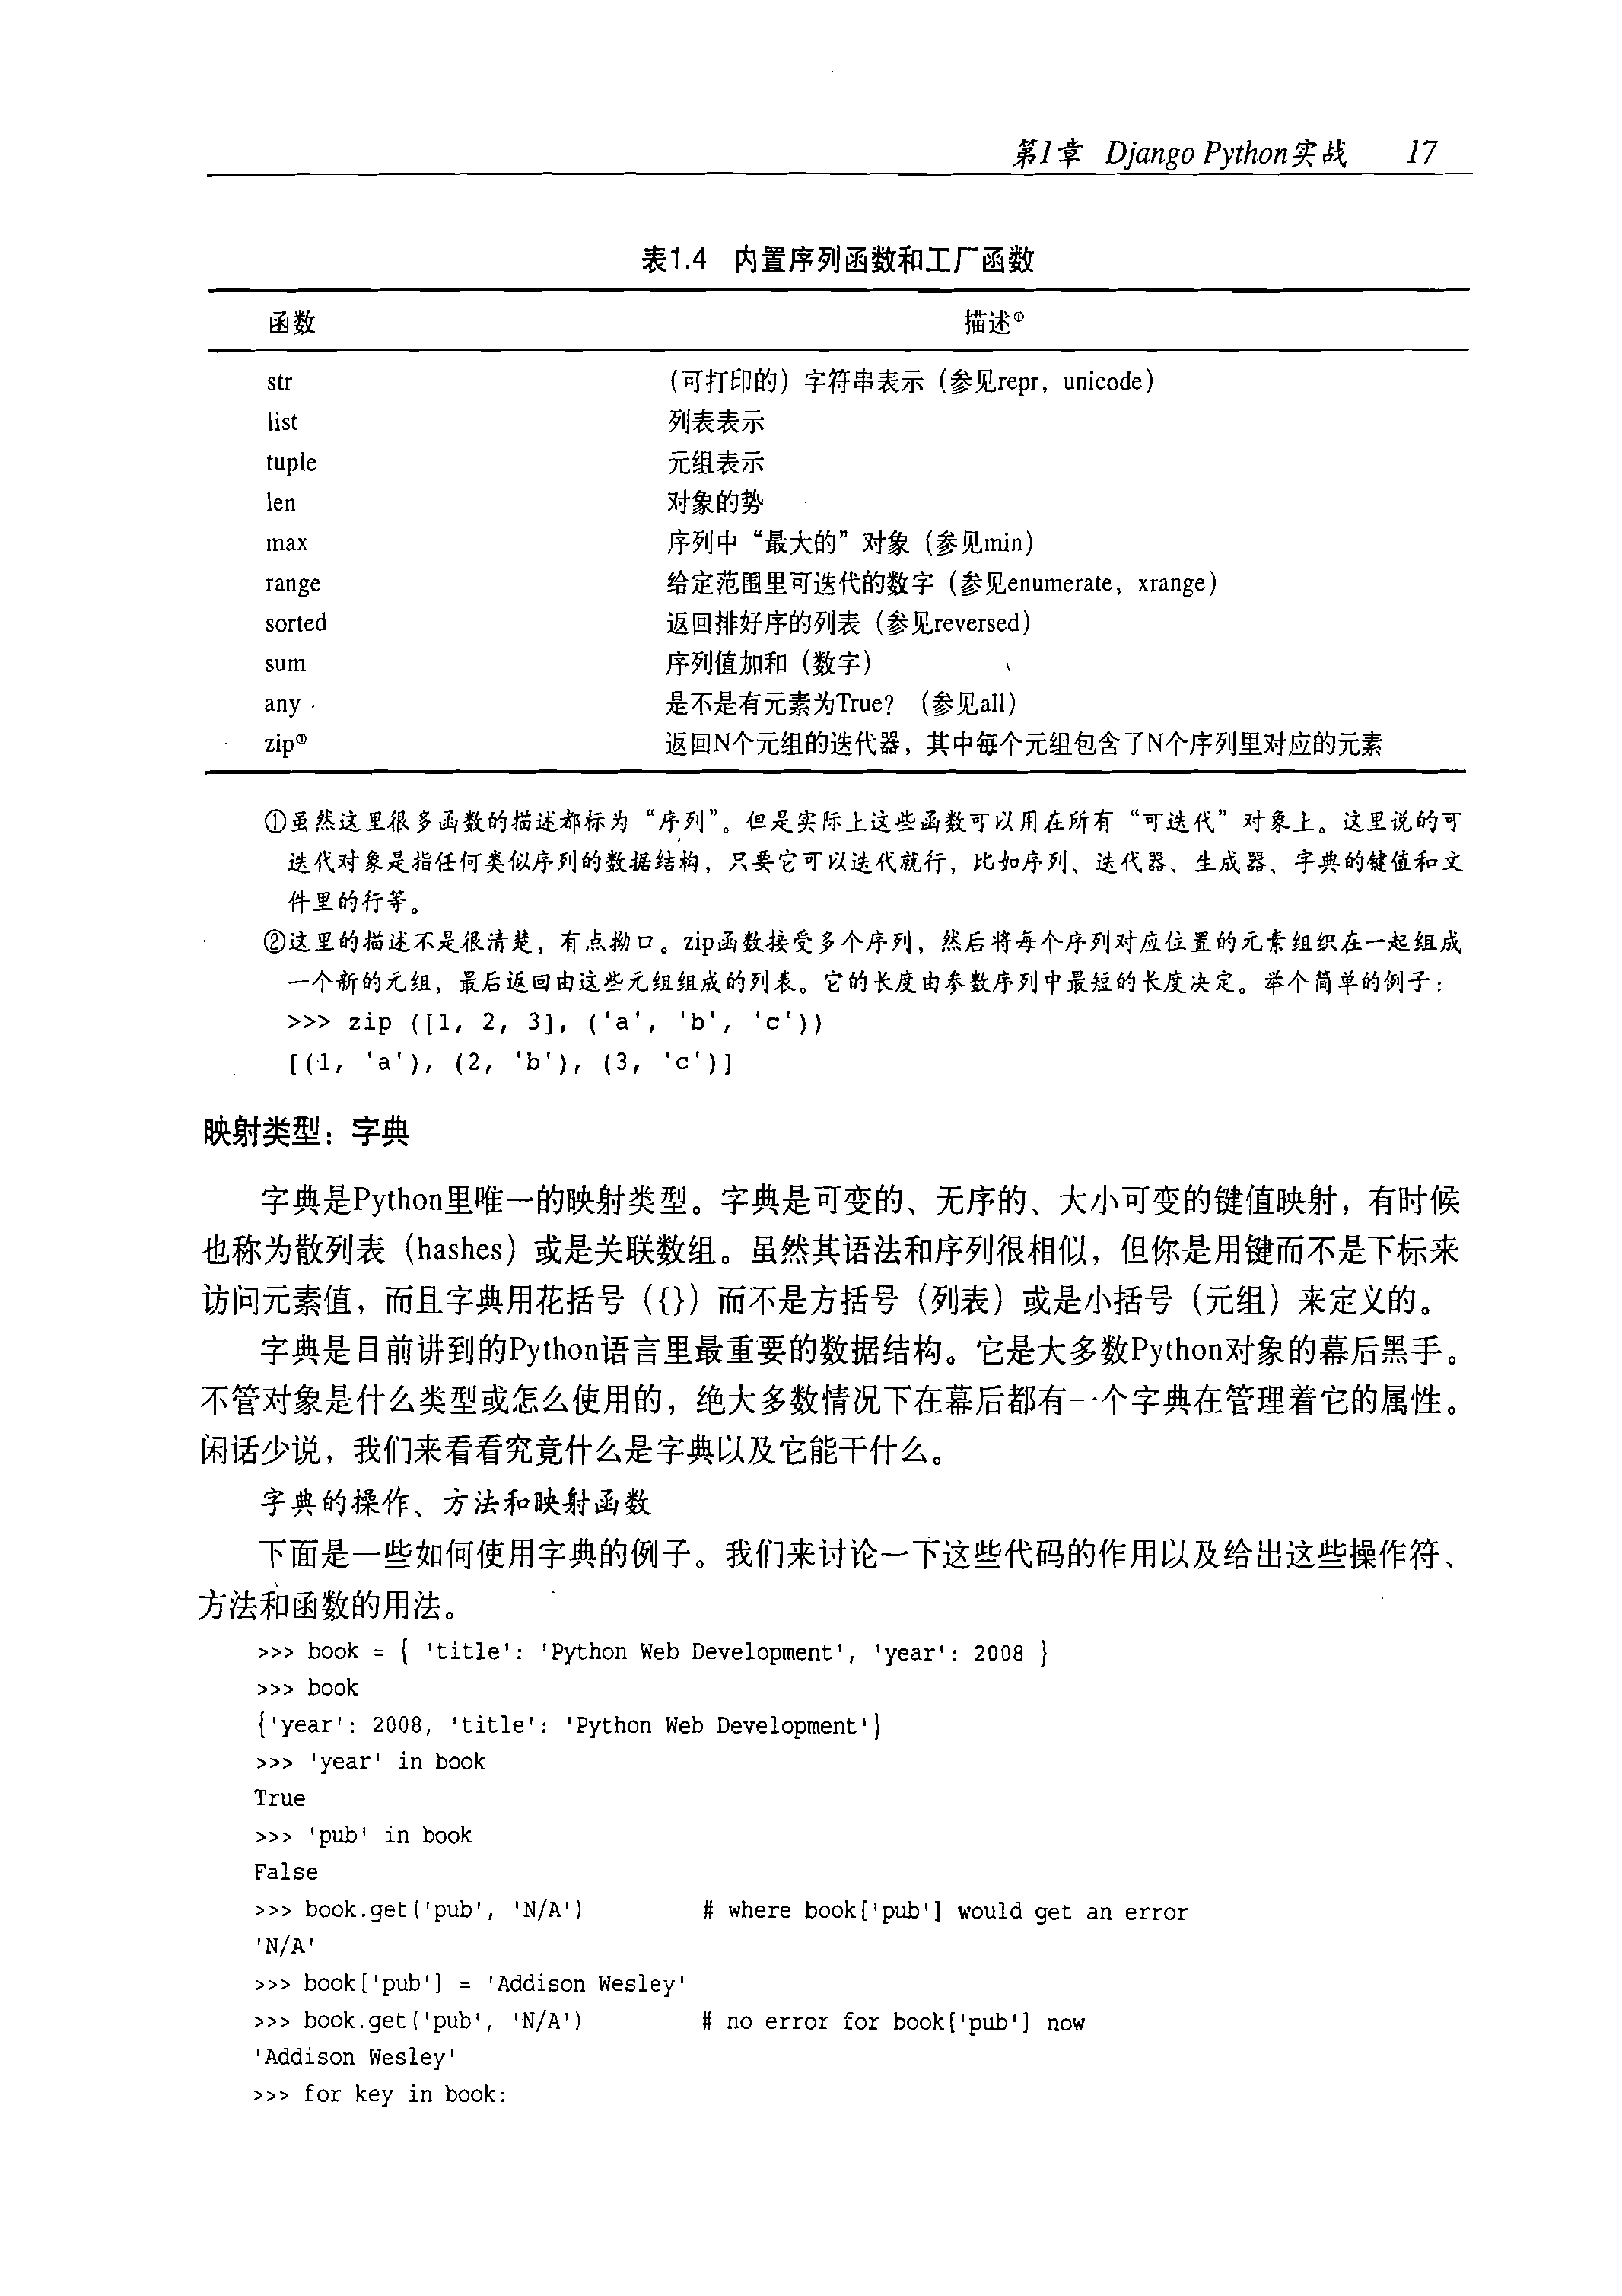 第1章 Django Python实战 17
表1.4 内置序列函数和工厂函数
函数 描述①
str (可打印的) 字符串表示 (参见repr, unicode)
list 列表表示
tuple 元组表示
len 对象的势
max 序列中“最大的”对象 (参见min)
range 给定范围里可迭代的数字 (参见enumerate, xrange)
sorted 返回排好序的列表 (参见reversed)
sum 序列值加和 (数字)
any 是不是有元素为True? (参见all)
zip① 返回N个元组的迭代器，其中每个元组包含了N个序列里对应的元素
①虽然这里很多函数的描述都标为“序列”。但是实际上这些函数可以用在所有“可迭代”对象上。这里说的可
迭代对象是指任何类似序列的数据结构，只要它可以迭代就行，比如序列、迭代器、生成器、字典的键值和文
件里的行等。
②这里的描述不是很清楚，有点拗口。zip函数接受多个序列，然后将每个序列对应位置的元素组织在一起组成
一个新的元组，最后返回由这些元组组成的列表。它的长度由参数序列中最短的长度决定。举个简单的例子：
>>> zip ([1, 2, 3], ('a', 'b', 'c'))
[(1, 'a'), (2, 'b'), (3, 'c')]
映射类型：字典
字典是Python里唯一的映射类型。字典是可变的、无序的、大小可变的键值映射，有时候
也称为散列表（hashes）或是关联数组。虽然其语法和序列很相似，但你是用键而不是下标来
访问元素值，而且字典用花括号（{}）而不是方括号（列表）或是小括号（元组）来定义的。
字典是目前讲到的Python语言里最重要的数据结构。它是大多数Python对象的幕后黑手。
不管对象是什么类型或怎么使用的，绝大多数情况下在幕后都有一个字典在管理着它的属性。
闲话少说，我们来看看究竟什么是字典以及它能干什么。
字典的操作、方法和映射函数
下面是一些如何使用字典的例子。我们来讨论一下这些代码的作用以及给出这些操作符、
方法和函数的用法。
>>> book = { 'title': 'Python Web Development', 'year': 2008 }
>>> book
{'year': 2008, 'title': 'Python Web Development'}
>>> 'year' in book
True
>>> 'pub' in book
False
>>> book.get('pub', 'N/A') # where book['pub'] would get an error
'N/A'
>>> book['pub'] = 'Addison Wesley'
>>> book.get('pub', 'N/A') # no error for book['pub'] now
'Addison Wesley'
>>> for key in book: